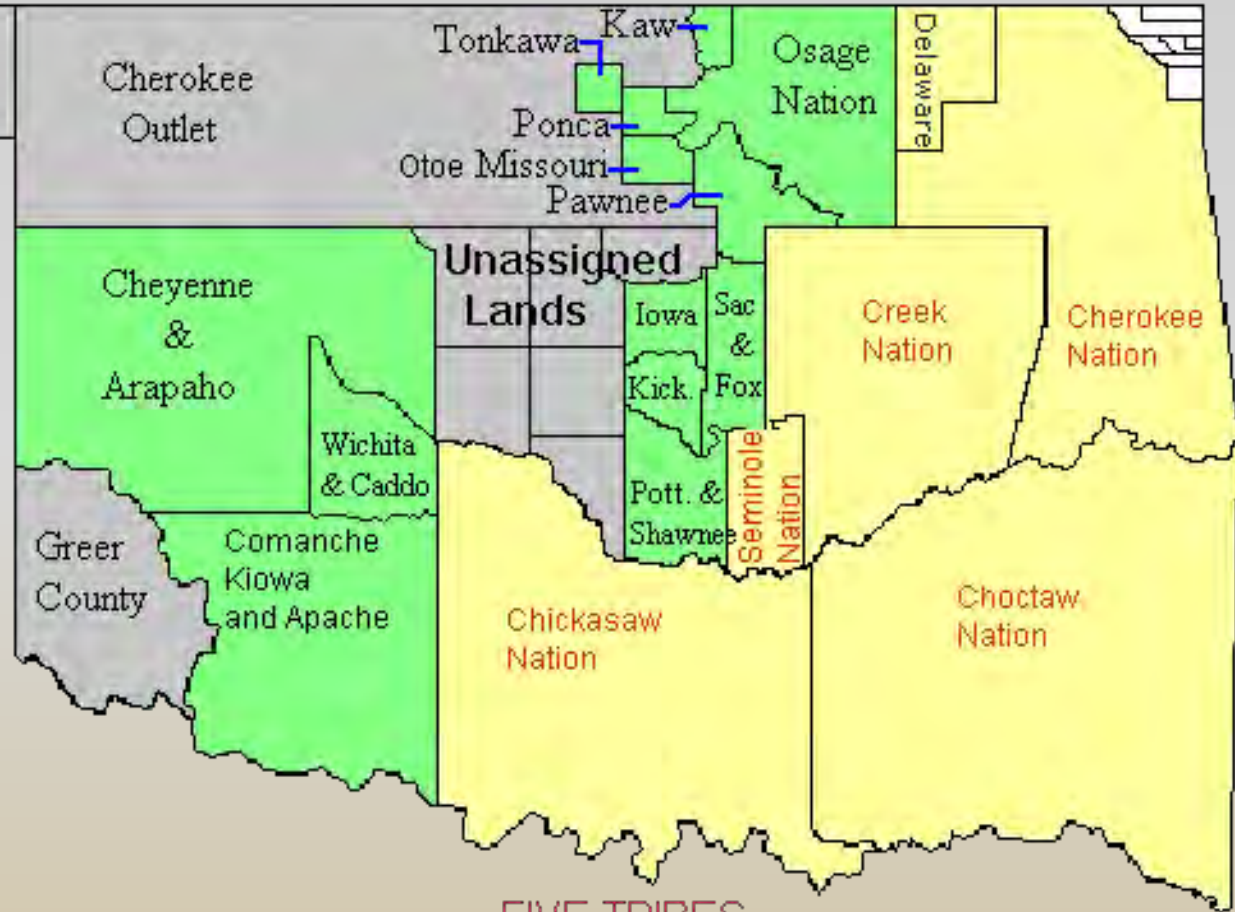 Kaw
Tonkawa
Delaware
Osage
Nation
Cherokee
Outlet
Ponca
Otoe Missouri
Pawnee
Unassigned
Lands
Cheyenne
&
Arapaho
Iowa
Sac
&
Fox
Creek
Nation
Cherokee
Nation
Kick.
Wichita
& Caddo
Pott. &
Shawnee
Seminole
Nation
Greer
County
Comanche
Kiowa
and Apache
Chickasaw
Nation
Choctaw
Nation
FIVE TRIBES